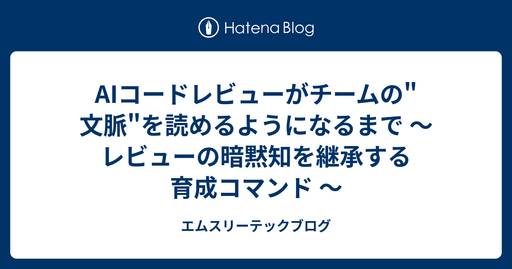 Hatena Blog
AIコードレビューがチームの"
文脈"を読めるようになるまで 〜
レビューの暗黙知を継承する
育成コマンド 〜
エムスリーテックブログ